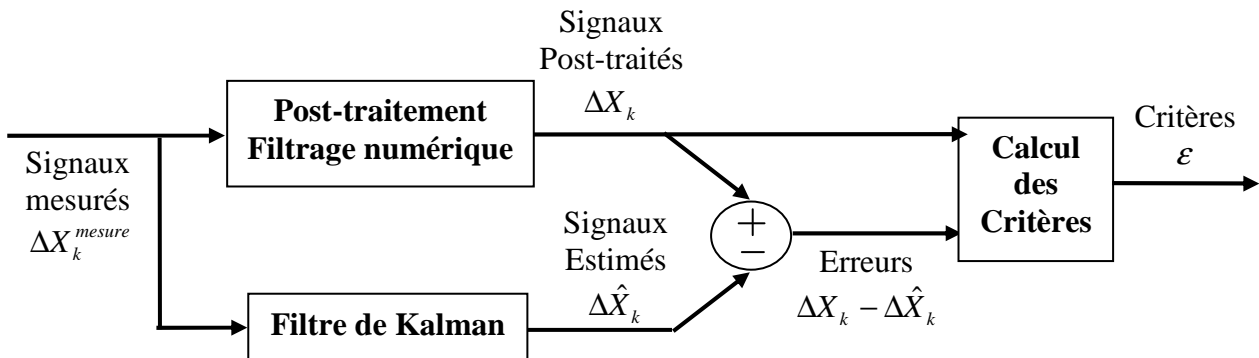 Signaux
Post-traités
ΔX_k
Post-traitement
Filtrage numérique
Signaux
mesurés
ΔX_k^{mesure}
Calcul
des
Critères
Critères
ε
+
−
Signaux
Estimés
ΔX̂_k
Erreurs
ΔX_k − ΔX̂_k
Filtre de Kalman